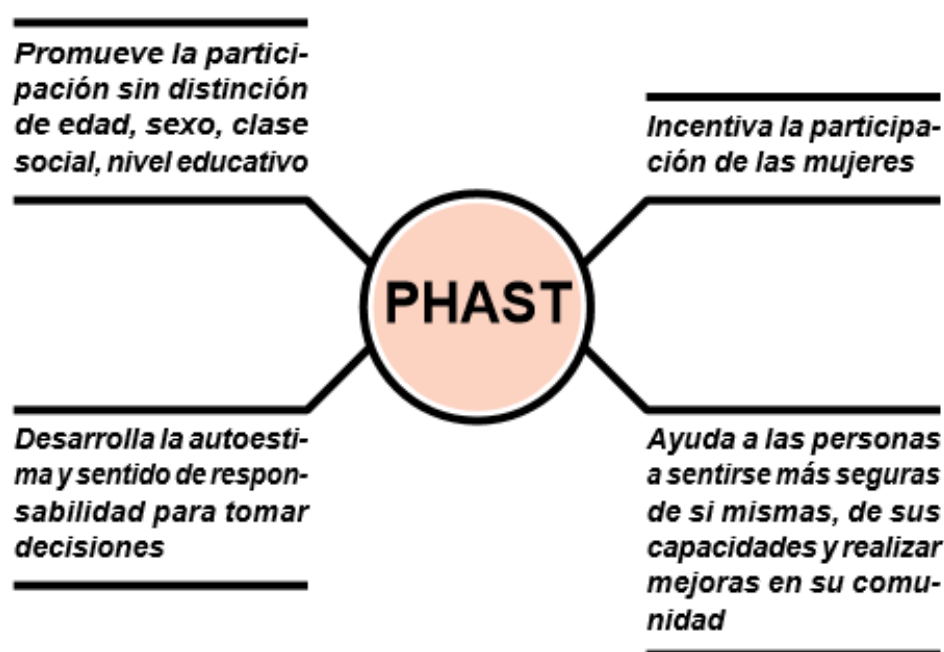 Promueve la partici-
pación sin distinción
de edad, sexo, clase
social, nivel educativo
Incentiva la participa-
ción de las mujeres
PHAST
Desarrolla la autoesti-
ma y sentido de respon-
sabilidad para tomar
decisiones
Ayuda a las personas
a sentirse más seguras
de si mismas, de sus
capacidades y realizar
mejoras en su comu-
nidad